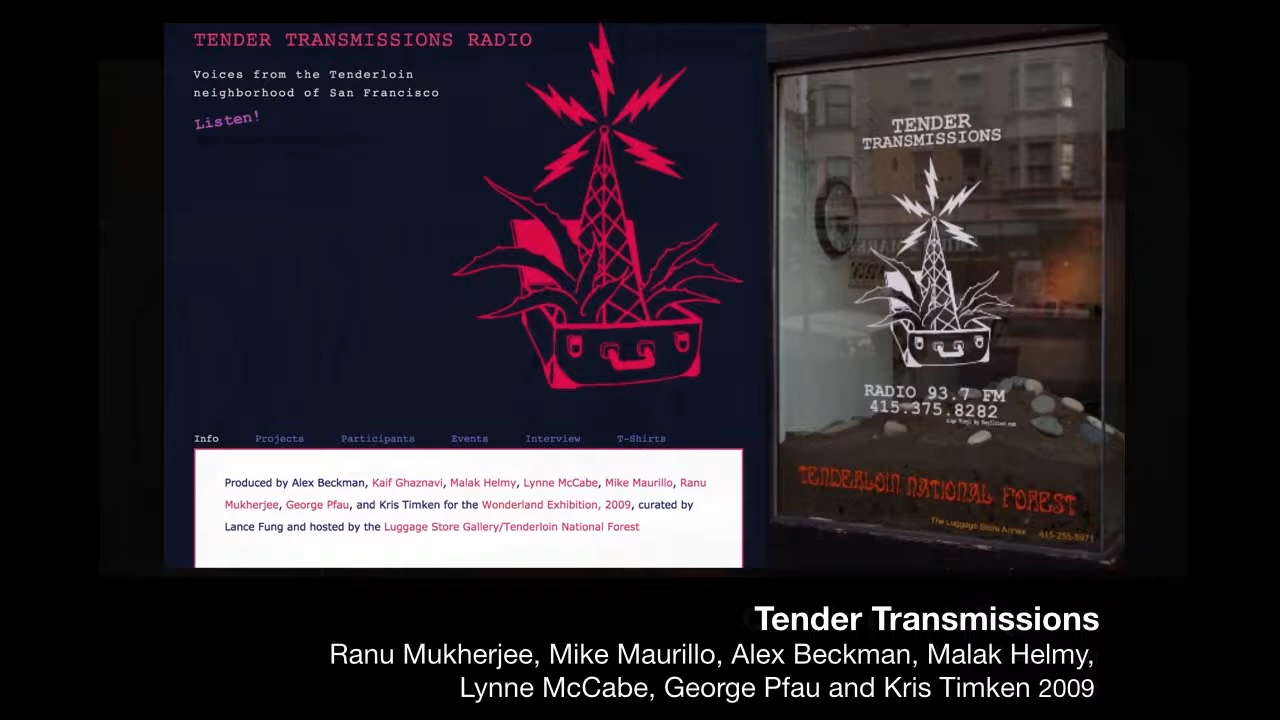 TENDER TRANSMISSIONS RADIO
Voices from the Tenderloin
neighborhood of San Francisco
Listen!
Info Projects Participants Events Interview T-Shirts
Produced by Alex Beckman, Kaif Ghaznavi, Malak Helmy, Lynne McCabe, Mike Maurillo, Ranu
Mukherjee, George Pfau, and Kris Timken for the Wonderland Exhibition, 2009, curated by
Lance Fung and hosted by the Luggage Store Gallery/Tenderloin National Forest
TENDER
TRANSMISSIONS
RADIO 93.7 FM
415.375.8282
TENDERLOIN NATIONAL FOREST
The Luggage Store Annex 415-255-5971
Tender Transmissions
Ranu Mukherjee, Mike Maurillo, Alex Beckman, Malak Helmy,
Lynne McCabe, George Pfau and Kris Timken 2009